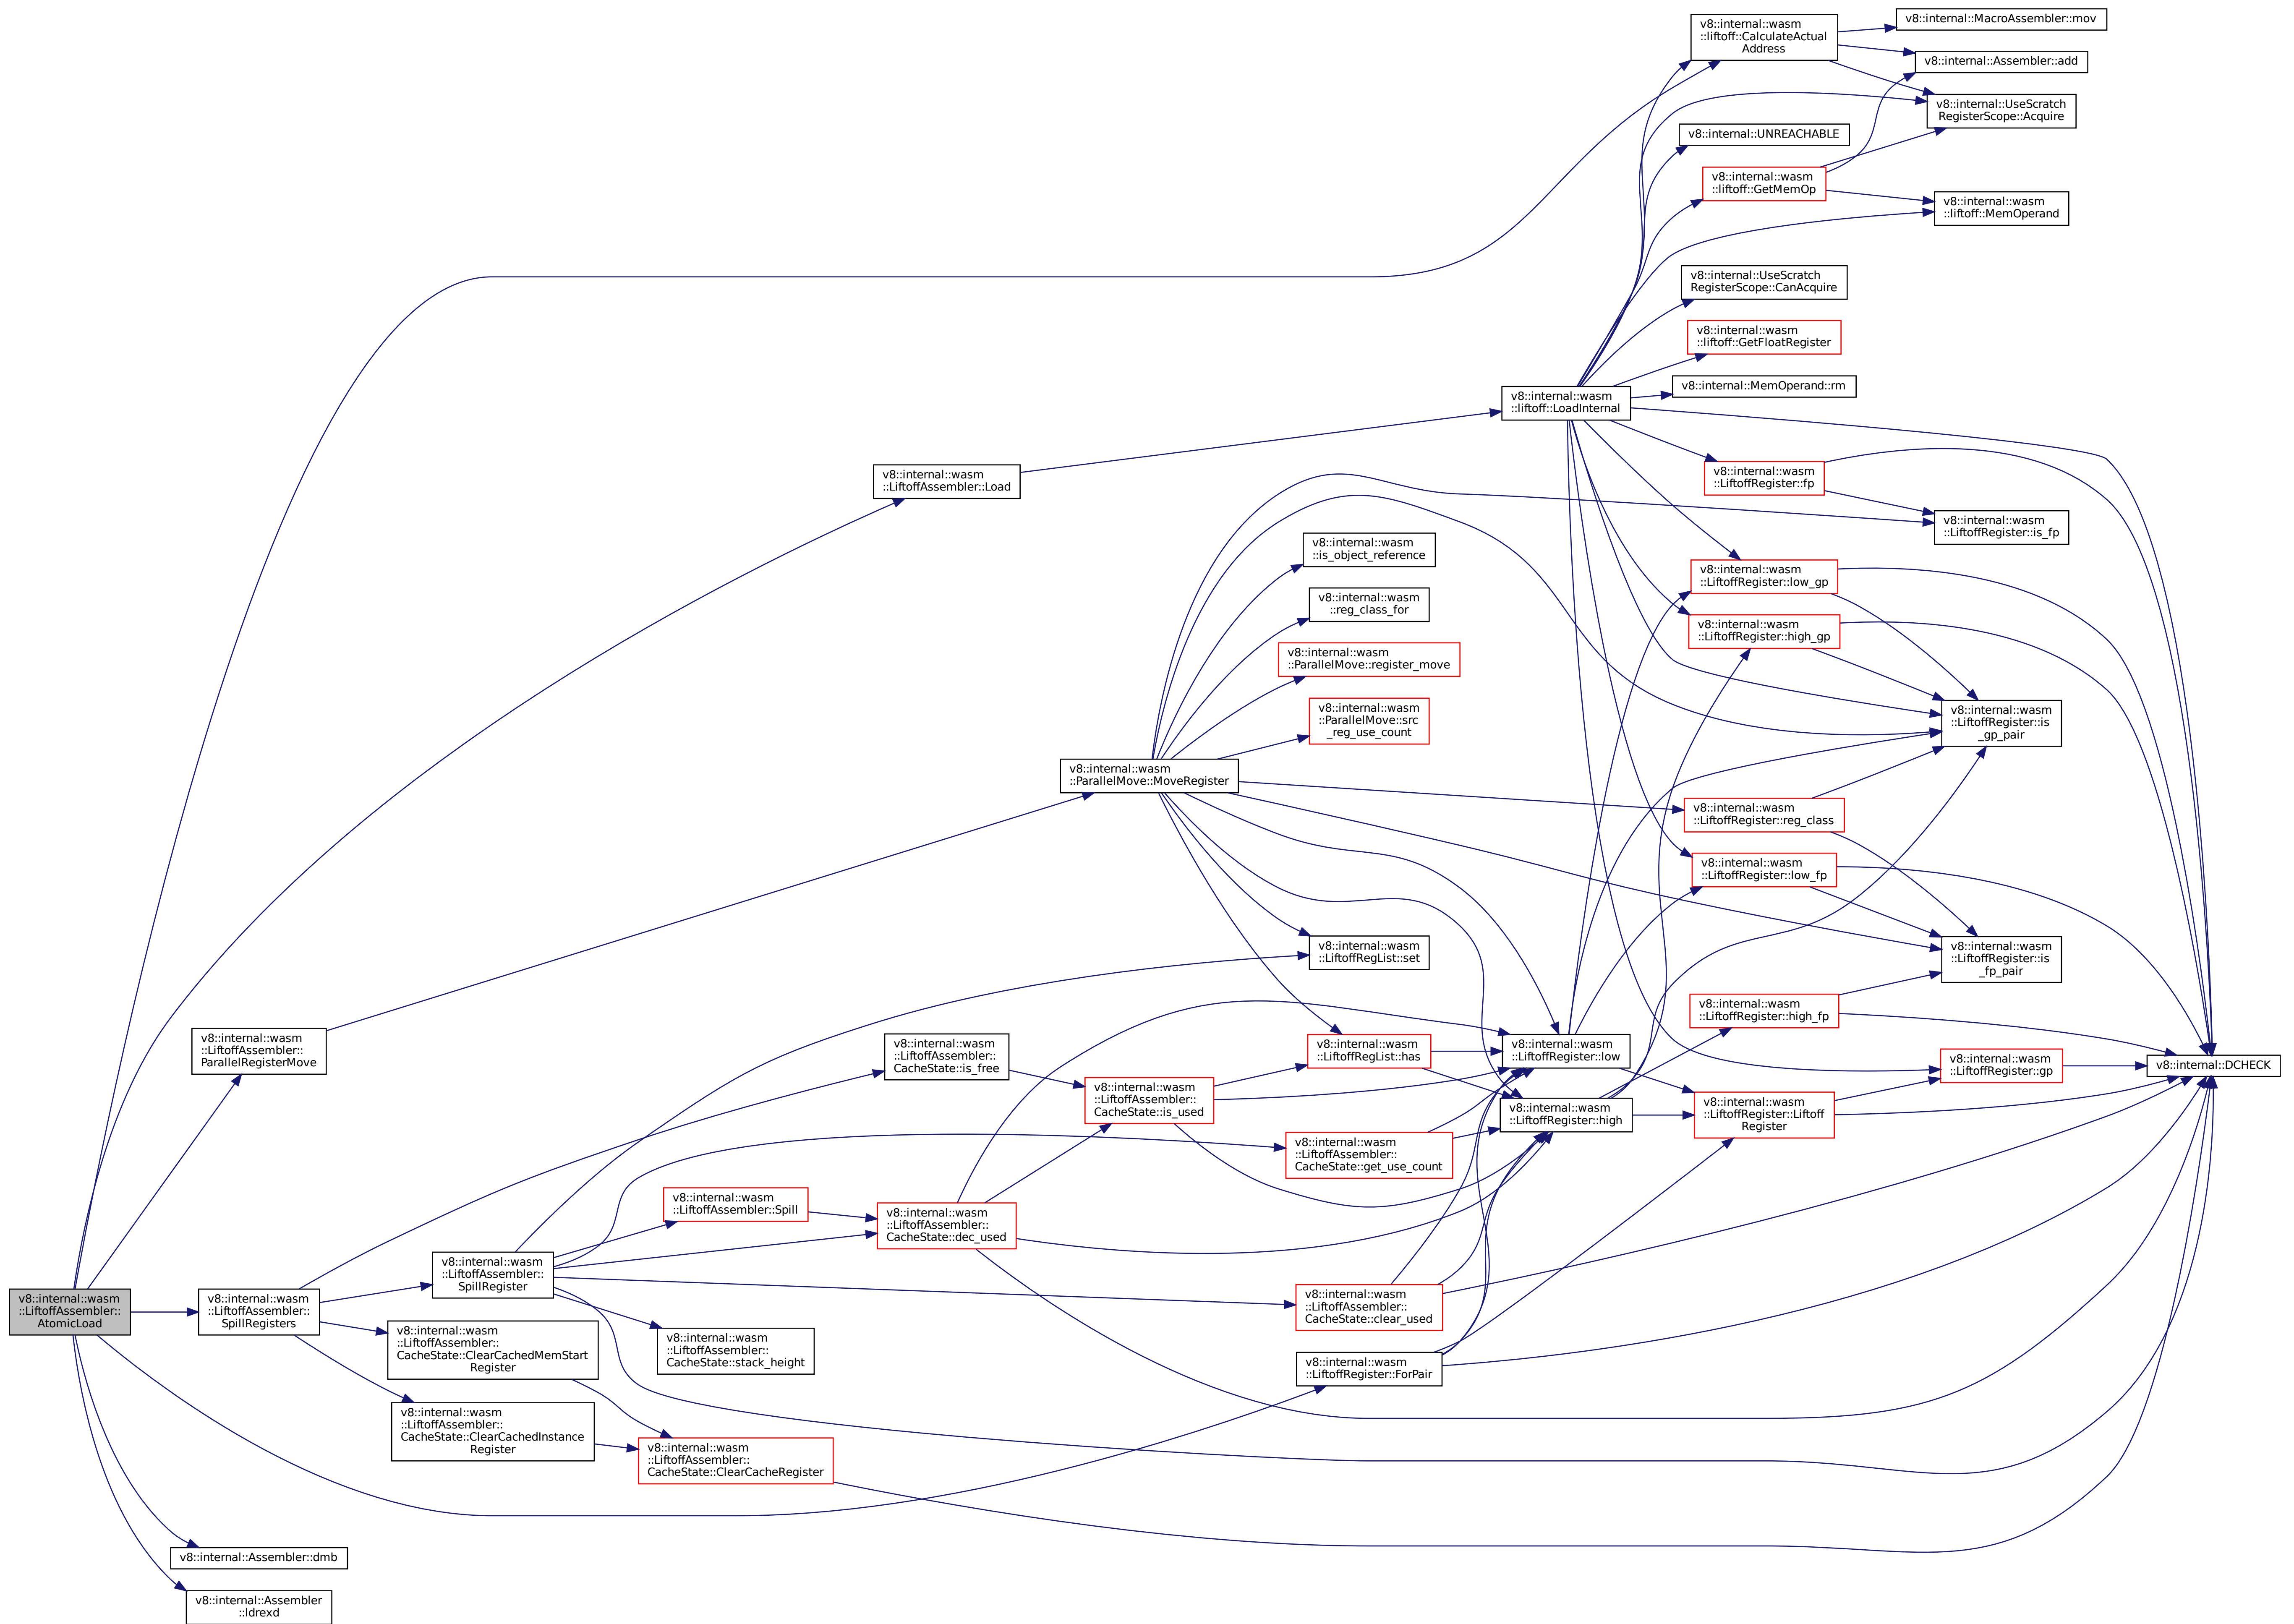 v8::internal::wasm
::liftoff::CalculateActual
Address
v8::internal::MacroAssembler::mov
v8::internal::Assembler::add
v8::internal::UseScratch
RegisterScope::Acquire
v8::internal::UNREACHABLE
v8::internal::wasm
::liftoff::GetMemOp
v8::internal::wasm
::liftoff::MemOperand
v8::internal::UseScratch
RegisterScope::CanAcquire
v8::internal::wasm
::liftoff::GetFloatRegister
v8::internal::MemOperand::rm
v8::internal::wasm
::liftoff::LoadInternal
v8::internal::wasm
::LiftoffAssembler::Load
v8::internal::wasm
::LiftoffRegister::fp
v8::internal::wasm
::LiftoffRegister::is_fp
v8::internal::wasm
::is_object_reference
v8::internal::wasm
::reg_class_for
v8::internal::wasm
::LiftoffRegister::low_gp
v8::internal::wasm
::LiftoffRegister::high_gp
v8::internal::wasm
::ParallelMove::register_move
v8::internal::wasm
::ParallelMove::src
_reg_use_count
v8::internal::wasm
::LiftoffRegister::is
_gp_pair
v8::internal::wasm
::ParallelMove::MoveRegister
v8::internal::wasm
::LiftoffRegister::reg_class
v8::internal::wasm
::LiftoffRegister::low_fp
v8::internal::wasm
::LiftoffRegList::set
v8::internal::wasm
::LiftoffRegister::is
_fp_pair
v8::internal::wasm
::LiftoffRegister::high_fp
v8::internal::wasm
::LiftoffAssembler::
ParallelRegisterMove
v8::internal::wasm
::LiftoffAssembler::
CacheState::is_free
v8::internal::wasm
::LiftoffRegList::has
v8::internal::wasm
::LiftoffRegister::low
v8::internal::wasm
::LiftoffRegister::gp
v8::internal::DCHECK
v8::internal::wasm
::LiftoffAssembler::
CacheState::is_used
v8::internal::wasm
::LiftoffRegister::high
v8::internal::wasm
::LiftoffRegister::Liftoff
Register
v8::internal::wasm
::LiftoffAssembler::
CacheState::get_use_count
v8::internal::wasm
::LiftoffAssembler::Spill
v8::internal::wasm
::LiftoffAssembler::
CacheState::dec_used
v8::internal::wasm
::LiftoffAssembler::
SpillRegister
v8::internal::wasm
::LiftoffAssembler::
AtomicLoad
v8::internal::wasm
::LiftoffAssembler::
SpillRegisters
v8::internal::wasm
::LiftoffAssembler::
CacheState::clear_used
v8::internal::wasm
::LiftoffAssembler::
CacheState::ClearCachedMemStart
Register
v8::internal::wasm
::LiftoffAssembler::
CacheState::stack_height
v8::internal::wasm
::LiftoffRegister::ForPair
v8::internal::wasm
::LiftoffAssembler::
CacheState::ClearCachedInstance
Register
v8::internal::wasm
::LiftoffAssembler::
CacheState::ClearCacheRegister
v8::internal::Assembler::dmb
v8::internal::Assembler
::ldrexd